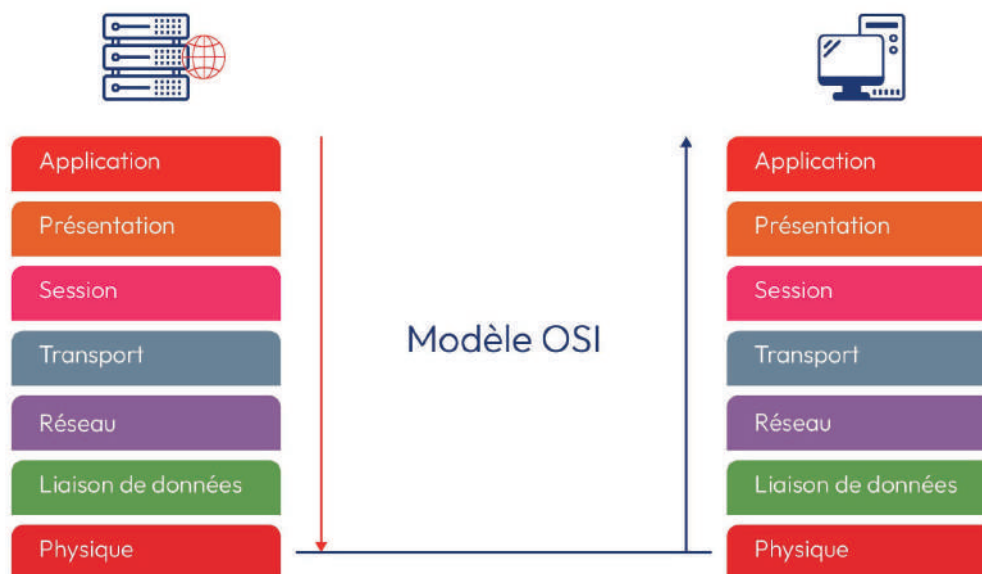 Application
Présentation
Session
Transport
Réseau
Liaison de données
Physique
Modèle OSI
Application
Présentation
Session
Transport
Réseau
Liaison de données
Physique